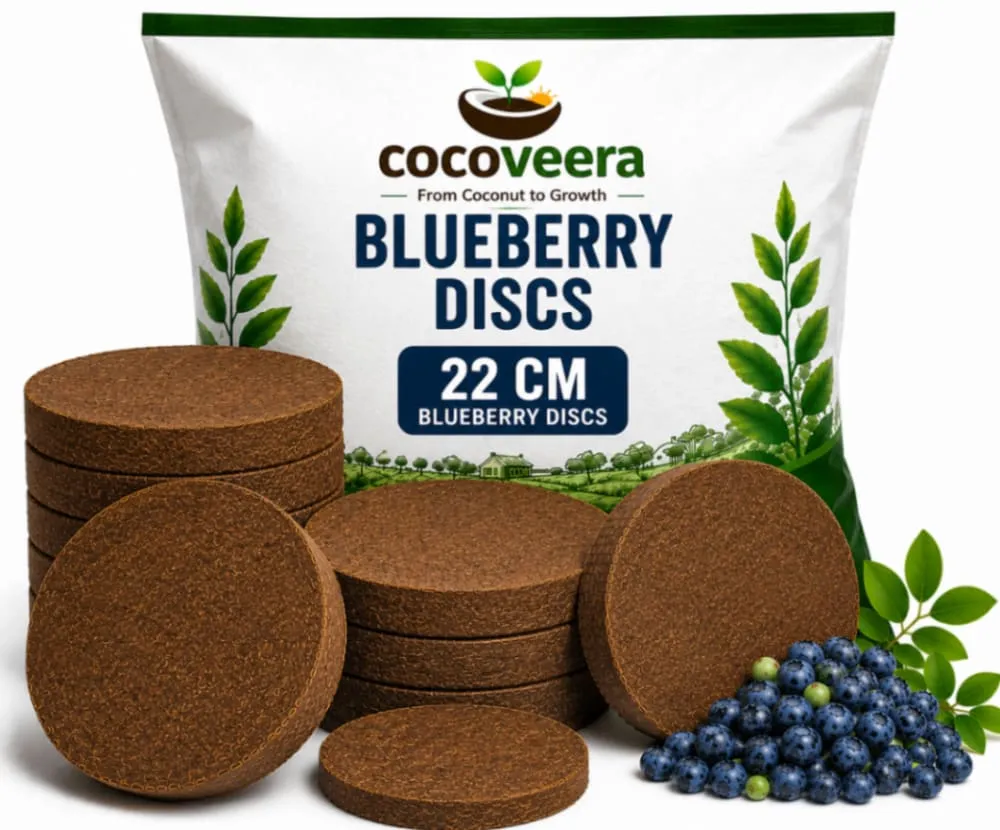 cocoveera
From Coconut to Growth
BLUEBERRY
DISCS
22 CM
BLUEBERRY DISCS